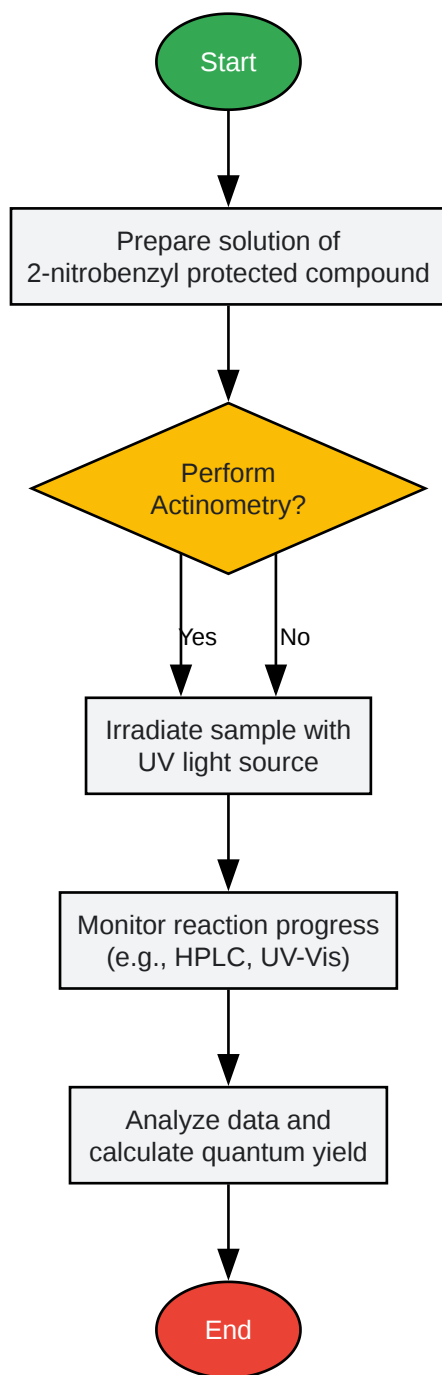 Start
Prepare solution of
2-nitrobenzyl protected compound
Perform
Actinometry?
Yes
No
Irradiate sample with
UV light source
Monitor reaction progress
(e.g., HPLC, UV-Vis)
Analyze data and
calculate quantum yield
End